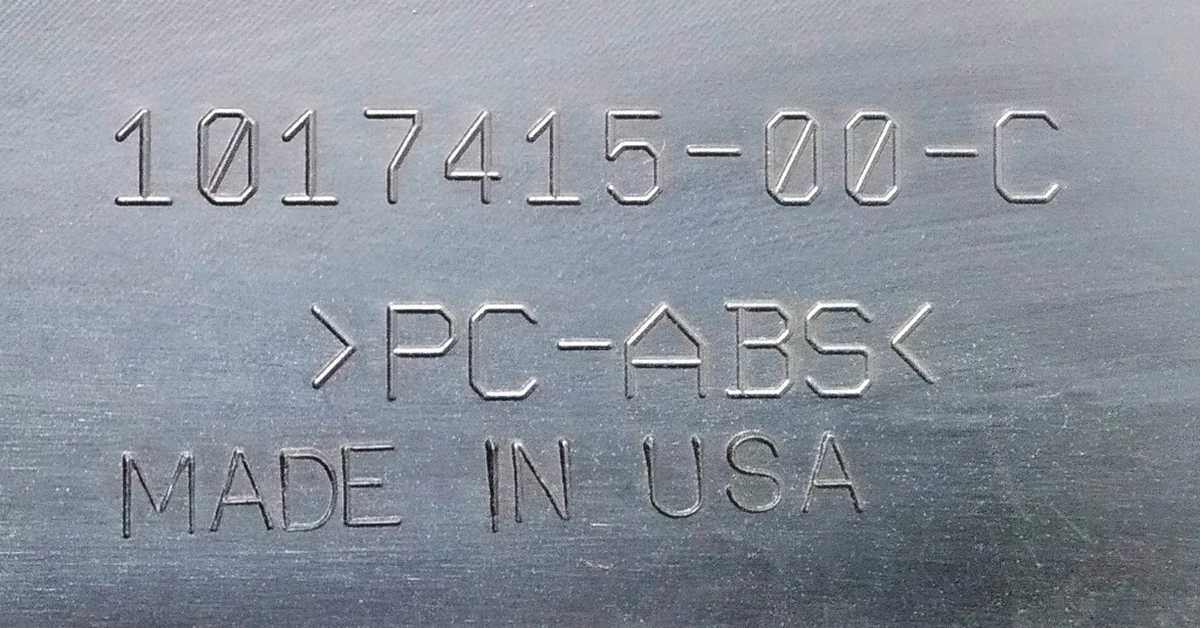 1017415-00-C
>PC-ABS<
MADE IN USA